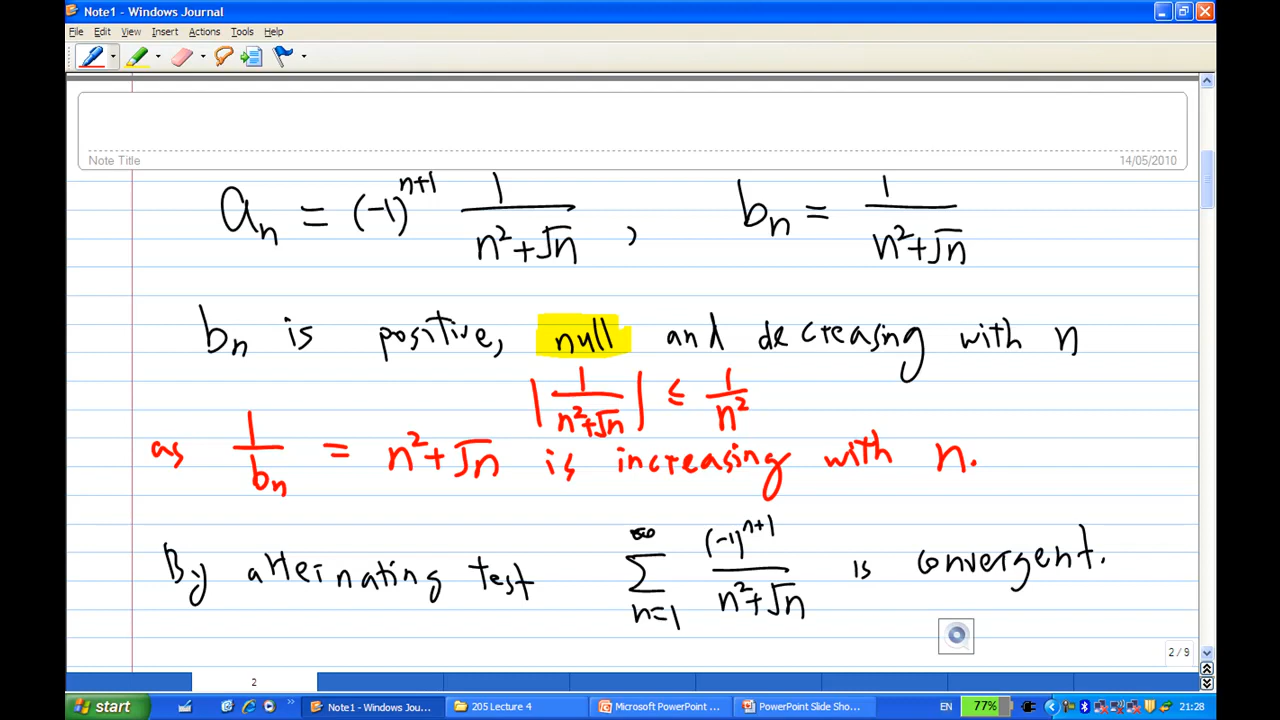 Note1 - Windows Journal
File Edit View Insert Actions Tools Help
Note Title 14/05/2010
aₙ = (-1)ⁿ⁺¹ 1/(n²+√n) , bₙ = 1/(n²+√n)
bₙ is positive, null and decreasing with n
|1/(n²+√n)| ≤ 1/n²
as 1/bₙ = n²+√n is increasing with n.
By alternating test ∑_{n=1}^{∞} (-1)ⁿ⁺¹/(n²+√n) is convergent.
2 / 9
2
start Note1 - Windows Jou... 205 Lecture 4 Microsoft PowerPoint ... PowerPoint Slide Sho... EN 77% 21:28